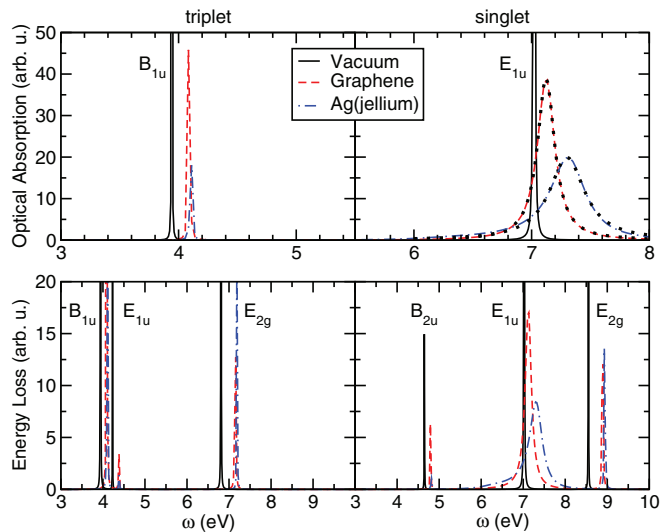 triplet
singlet
Optical Absorption (arb. u.)
50
40
30
20
10
0
B1u
E1u
Vacuum
Graphene
Ag(jellium)
4
5
6
7
8
Energy Loss (arb. u.)
20
15
10
5
0
B1u
E1u
E2g
B2u
E1u
E2g
3
4
5
6
7
8
9
3
4
5
6
7
8
9
10
ω (eV)
ω (eV)